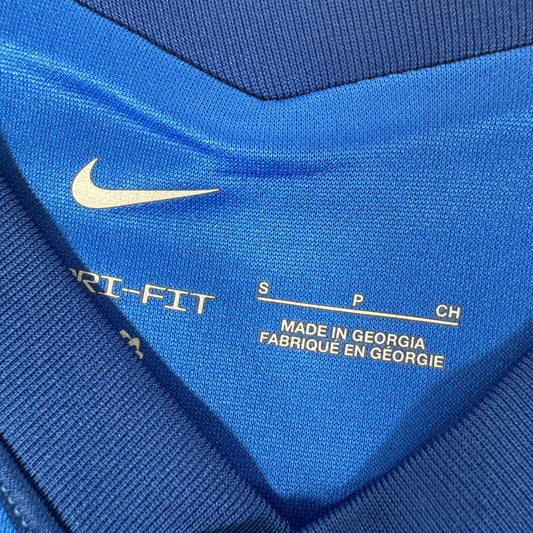 RI-FIT
S P CH
MADE IN GEORGIA
FABRIQUÉ EN GÉORGIE